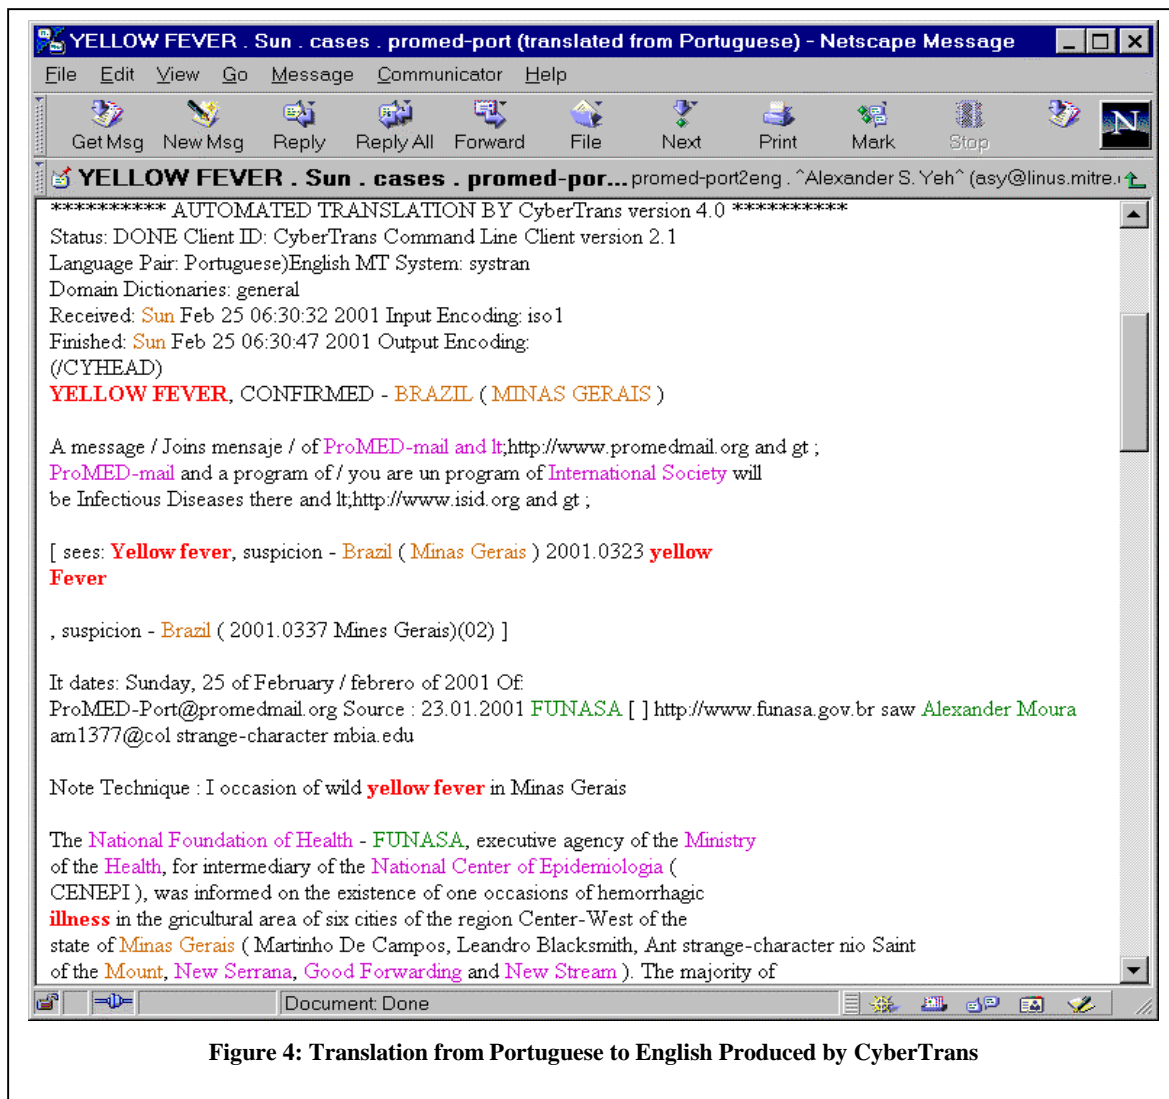 YELLOW FEVER . Sun . cases . promed-port (translated from Portuguese) - Netscape Message
File Edit View Go Message Communicator Help
Get Msg New Msg Reply Reply All Forward File Next Print Mark Stop
N
YELLOW FEVER . Sun . cases . promed-por... promed-port2eng . ^Alexander S. Yeh^ (asy@linus.mitre.
********** AUTOMATED TRANSLATION BY CyberTrans version 4.0 **********
Status: DONE Client ID: CyberTrans Command Line Client version 2.1
Language Pair: Portuguese)English MT System: systran
Domain Dictionaries: general
Received: Sun Feb 25 06:30:32 2001 Input Encoding: iso1
Finished: Sun Feb 25 06:30:47 2001 Output Encoding:
(/CYHEAD)
YELLOW FEVER, CONFIRMED - BRAZIL ( MINAS GERAIS )
A message / Joins mensaje / of ProMED-mail and lt;http://www.promedmail.org and gt ;
ProMED-mail and a program of / you are un program of International Society will
be Infectious Diseases there and lt;http://www.isid.org and gt ;
[ sees: Yellow fever, suspicion - Brazil ( Minas Gerais ) 2001.0323 yellow
Fever
, suspicion - Brazil ( 2001.0337 Mines Gerais)(02) ]
It dates: Sunday, 25 of February / febrero of 2001 Of:
ProMED-Port@promedmail.org Source : 23.01.2001 FUNASA [ ] http://www.funasa.gov.br saw Alexander Moura
am1377@col strange-character mbia.edu
Note Technique : I occasion of wild yellow fever in Minas Gerais
The National Foundation of Health - FUNASA, executive agency of the Ministry
of the Health, for intermediary of the National Center of Epidemiologia (
CENEPI ), was informed on the existence of one occasions of hemorrhagic
illness in the gricultural area of six cities of the region Center-West of the
state of Minas Gerais ( Martinho De Campos, Leandro Blacksmith, Ant strange-character nio Saint
of the Mount, New Serrana, Good Forwarding and New Stream ). The majority of
Document: Done
Figure 4: Translation from Portuguese to English Produced by CyberTrans